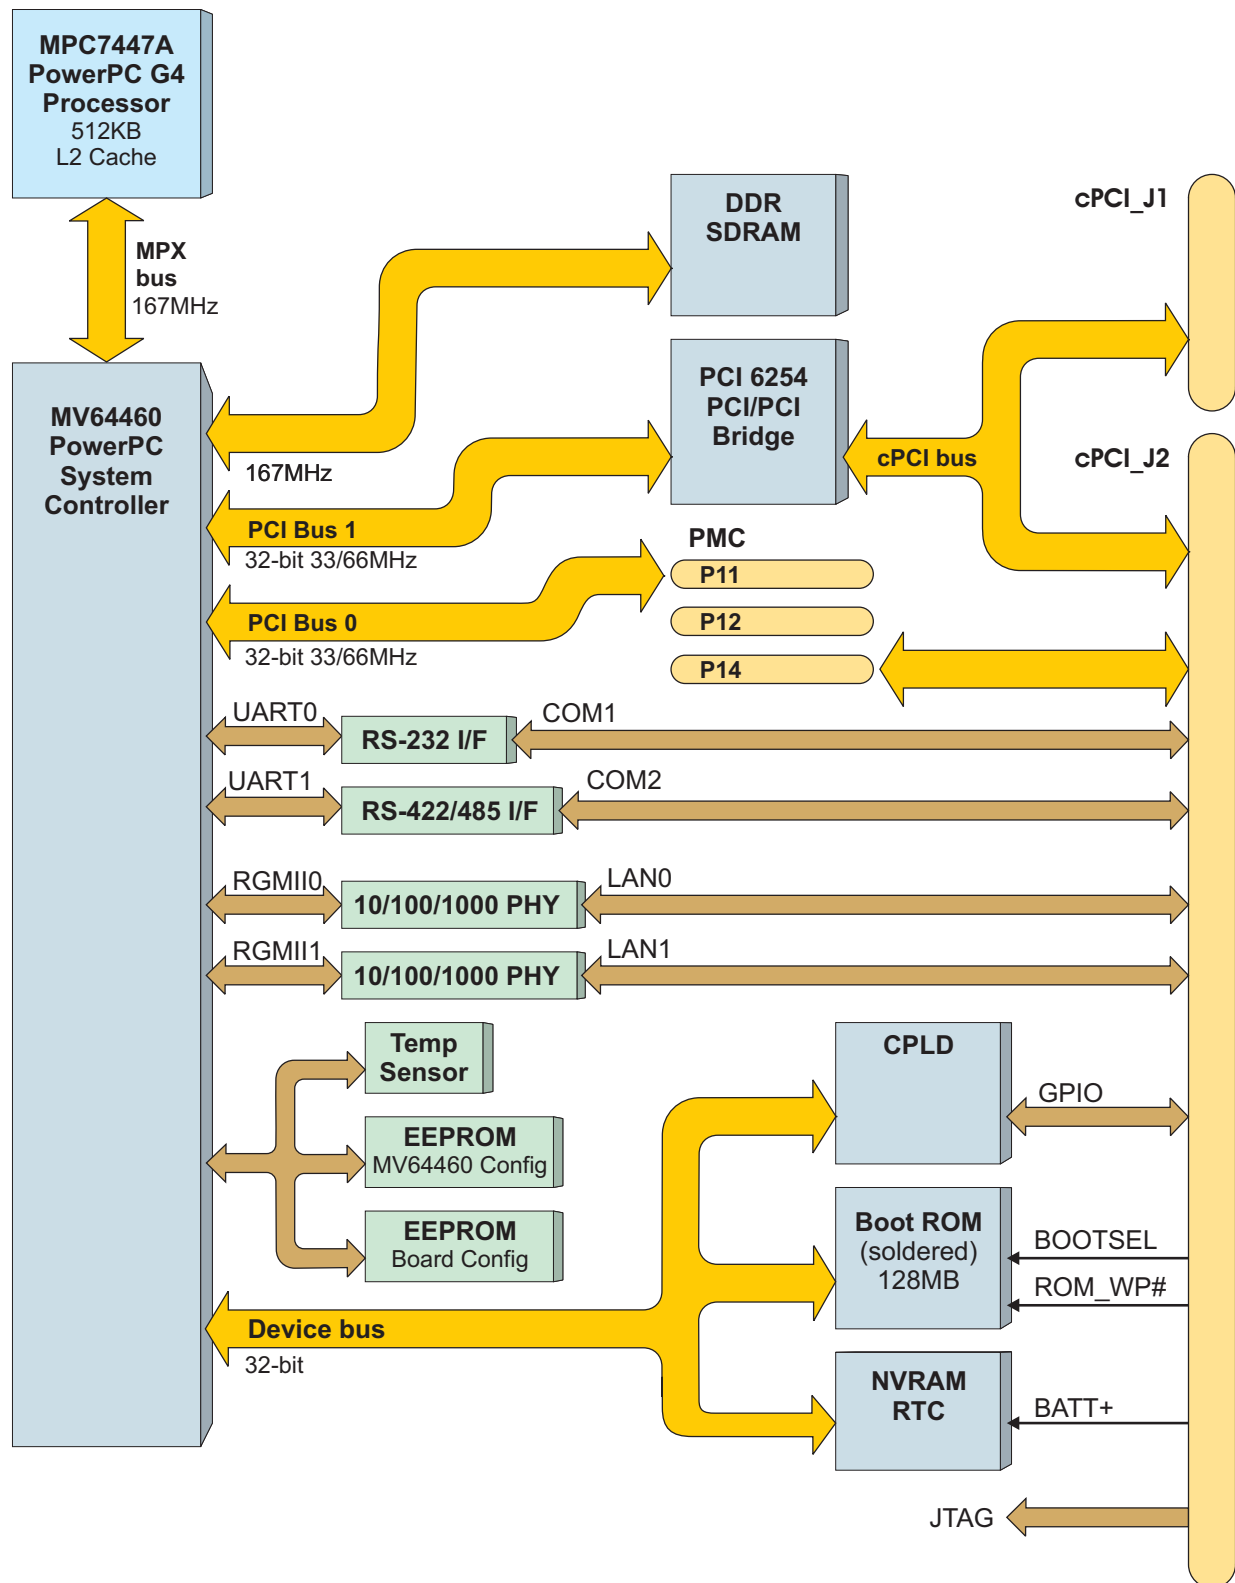 MPC7447A
PowerPC G4
Processor
512KB
L2 Cache
MPX
bus
167MHz
DDR
SDRAM
cPCI_J1
MV64460
PowerPC
System
Controller
167MHz
PCI 6254
PCI/PCI
Bridge
cPCI bus
cPCI_J2
PCI Bus 1
32-bit 33/66MHz
PMC
P11
P12
P14
PCI Bus 0
32-bit 33/66MHz
UART0
RS-232 I/F
COM1
UART1
RS-422/485 I/F
COM2
RGMII0
10/100/1000 PHY
LAN0
RGMII1
10/100/1000 PHY
LAN1
Temp
Sensor
EEPROM
MV64460 Config
EEPROM
Board Config
CPLD
GPIO
Boot ROM
(soldered)
128MB
BOOTSEL
ROM_WP#
Device bus
32-bit
NVRAM
RTC
BATT+
JTAG